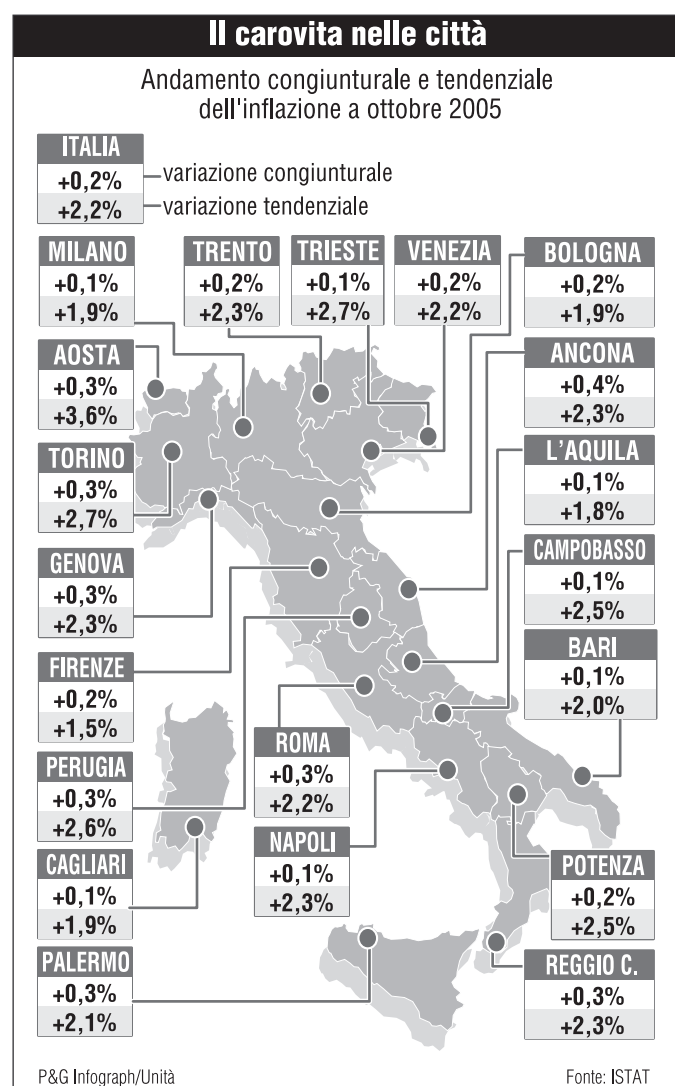 Il carovita nelle città
Andamento congiunturale e tendenziale
dell'inflazione a ottobre 2005
ITALIA
+0,2%
variazione congiunturale
+2,2%
variazione tendenziale
MILANO
+0,1%
+1,9%
TRENTO
+0,2%
+2,3%
TRIESTE
+0,1%
+2,7%
VENEZIA
+0,2%
+2,2%
BOLOGNA
+0,2%
+1,9%
AOSTA
+0,3%
+3,6%
ANCONA
+0,4%
+2,3%
TORINO
+0,3%
+2,7%
L'AQUILA
+0,1%
+1,8%
GENOVA
+0,3%
+2,3%
CAMPOBASSO
+0,1%
+2,5%
FIRENZE
+0,2%
+1,5%
BARI
+0,1%
+2,0%
PERUGIA
+0,3%
+2,6%
ROMA
+0,3%
+2,2%
CAGLIARI
+0,1%
+1,9%
NAPOLI
+0,1%
+2,3%
POTENZA
+0,2%
+2,5%
PALERMO
+0,3%
+2,1%
REGGIO C.
+0,3%
+2,3%
P&G Infograph/Unità
Fonte: ISTAT